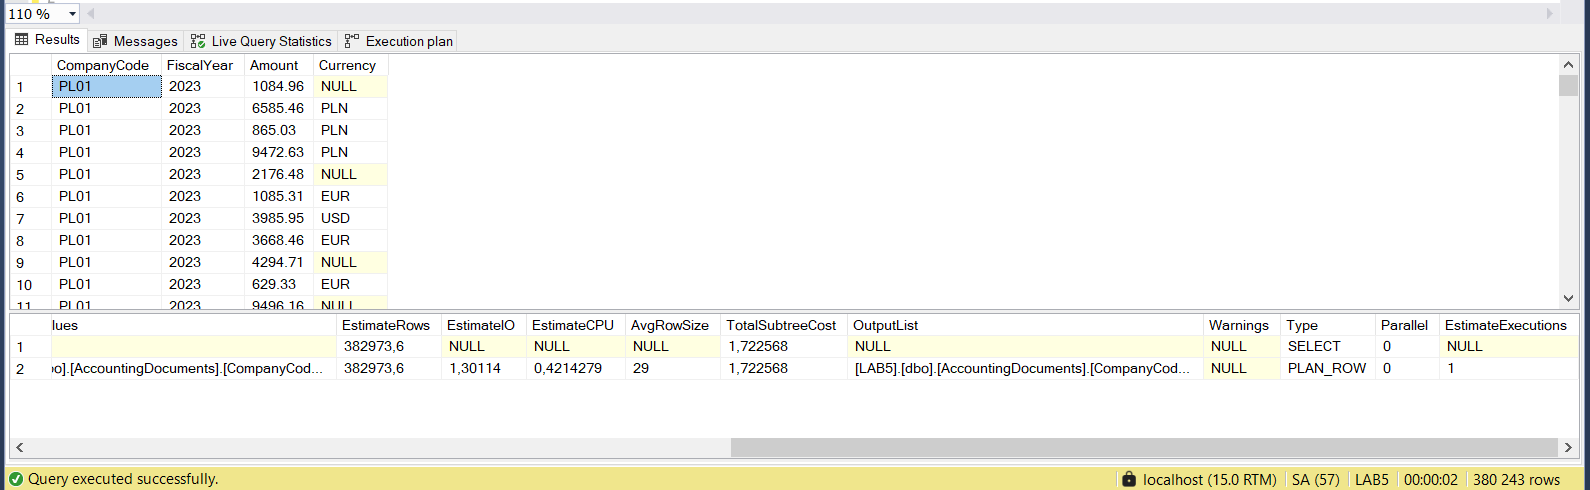 110 %
Results Messages Live Query Statistics Execution plan
CompanyCode FiscalYear Amount Currency
1 PL01 2023 1084.96 NULL
2 PL01 2023 6585.46 PLN
3 PL01 2023 865.03 PLN
4 PL01 2023 9472.63 PLN
5 PL01 2023 2176.48 NULL
6 PL01 2023 1085.31 EUR
7 PL01 2023 3985.95 USD
8 PL01 2023 3668.46 EUR
9 PL01 2023 4294.71 NULL
10 PL01 2023 629.33 EUR
11 PL01 2023 9496.16 NULL
lues EstimateRows EstimateIO EstimateCPU AvgRowSize TotalSubtreeCost OutputList Warnings Type Parallel EstimateExecutions
1 382973,6 NULL NULL NULL 1,722568 NULL NULL SELECT 0 NULL
2 o].[AccountingDocuments].[CompanyCod... 382973,6 1,30114 0,4214279 29 1,722568 [LAB5].[dbo].[AccountingDocuments].[CompanyCod... NULL PLAN_ROW 0 1
Query executed successfully. localhost (15.0 RTM) SA (57) LAB5 00:00:02 380 243 rows